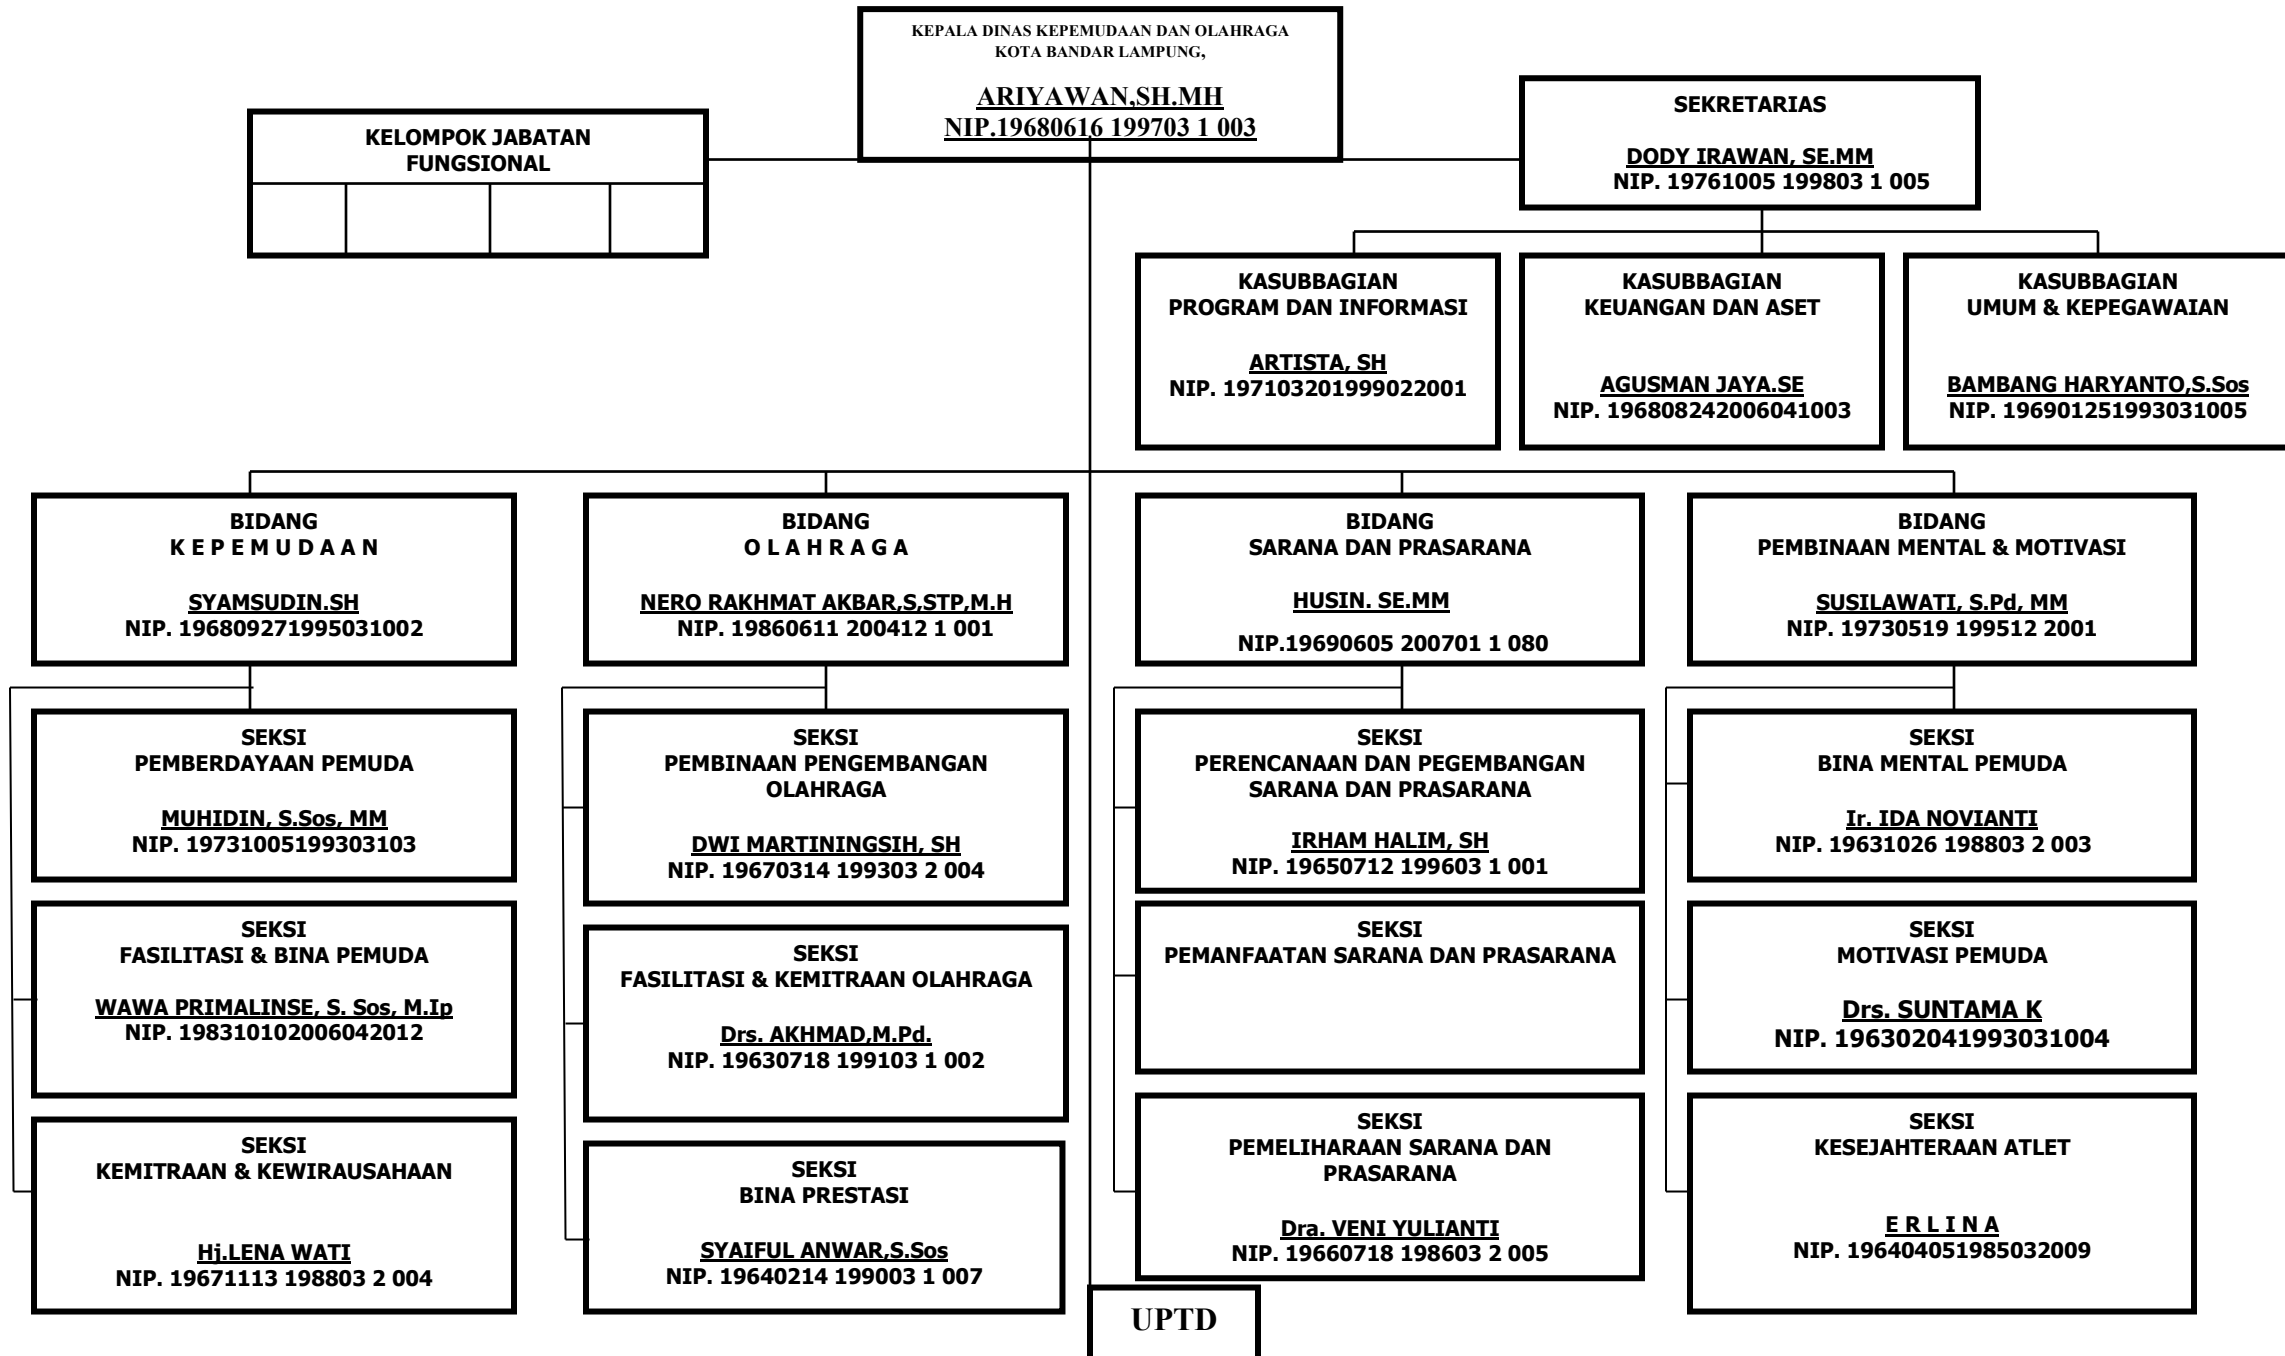 KEPALA DINAS KEPEMUDAAN DAN OLAHRAGA
KOTA BANDAR LAMPUNG,
ARIYAWAN,SH.MH
NIP.19680616 199703 1 003
KELOMPOK JABATAN
FUNGSIONAL
SEKRETARIAS
DODY IRAWAN, SE.MM
NIP. 19761005 199803 1 005
KASUBBAGIAN
PROGRAM DAN INFORMASI
ARTISTA, SH
NIP. 197103201999022001
KASUBBAGIAN
KEUANGAN DAN ASET
AGUSMAN JAYA.SE
NIP. 196808242006041003
KASUBBAGIAN
UMUM & KEPEGAWAIAN
BAMBANG HARYANTO,S.Sos
NIP. 196901251993031005
BIDANG
K E P E M U D A A N
SYAMSUDIN.SH
NIP. 196809271995031002
BIDANG
O L A H R A G A
NERO RAKHMAT AKBAR,S,STP,M.H
NIP. 19860611 200412 1 001
BIDANG
SARANA DAN PRASARANA
HUSIN. SE.MM
NIP.19690605 200701 1 080
BIDANG
PEMBINAAN MENTAL & MOTIVASI
SUSILAWATI, S.Pd, MM
NIP. 19730519 199512 2001
SEKSI
PEMBERDAYAAN PEMUDA
MUHIDIN, S.Sos, MM
NIP. 19731005199303103
SEKSI
PEMBINAAN PENGEMBANGAN
OLAHRAGA
DWI MARTININGSIH, SH
NIP. 19670314 199303 2 004
SEKSI
PERENCANAAN DAN PEGEMBANGAN
SARANA DAN PRASARANA
IRHAM HALIM, SH
NIP. 19650712 199603 1 001
SEKSI
BINA MENTAL PEMUDA
Ir. IDA NOVIANTI
NIP. 19631026 198803 2 003
SEKSI
FASILITASI & BINA PEMUDA
WAWA PRIMALINSE, S. Sos, M.Ip
NIP. 198310102006042012
SEKSI
FASILITASI & KEMITRAAN OLAHRAGA
Drs. AKHMAD,M.Pd.
NIP. 19630718 199103 1 002
SEKSI
PEMANFAATAN SARANA DAN PRASARANA
SEKSI
MOTIVASI PEMUDA
Drs. SUNTAMA K
NIP. 196302041993031004
SEKSI
KEMITRAAN & KEWIRAUSAHAAN
Hj.LENA WATI
NIP. 19671113 198803 2 004
SEKSI
BINA PRESTASI
SYAIFUL ANWAR,S.Sos
NIP. 19640214 199003 1 007
SEKSI
PEMELIHARAAN SARANA DAN
PRASARANA
Dra. VENI YULIANTI
NIP. 19660718 198603 2 005
SEKSI
KESEJAHTERAAN ATLET
E R L I N A
NIP. 196404051985032009
UPTD